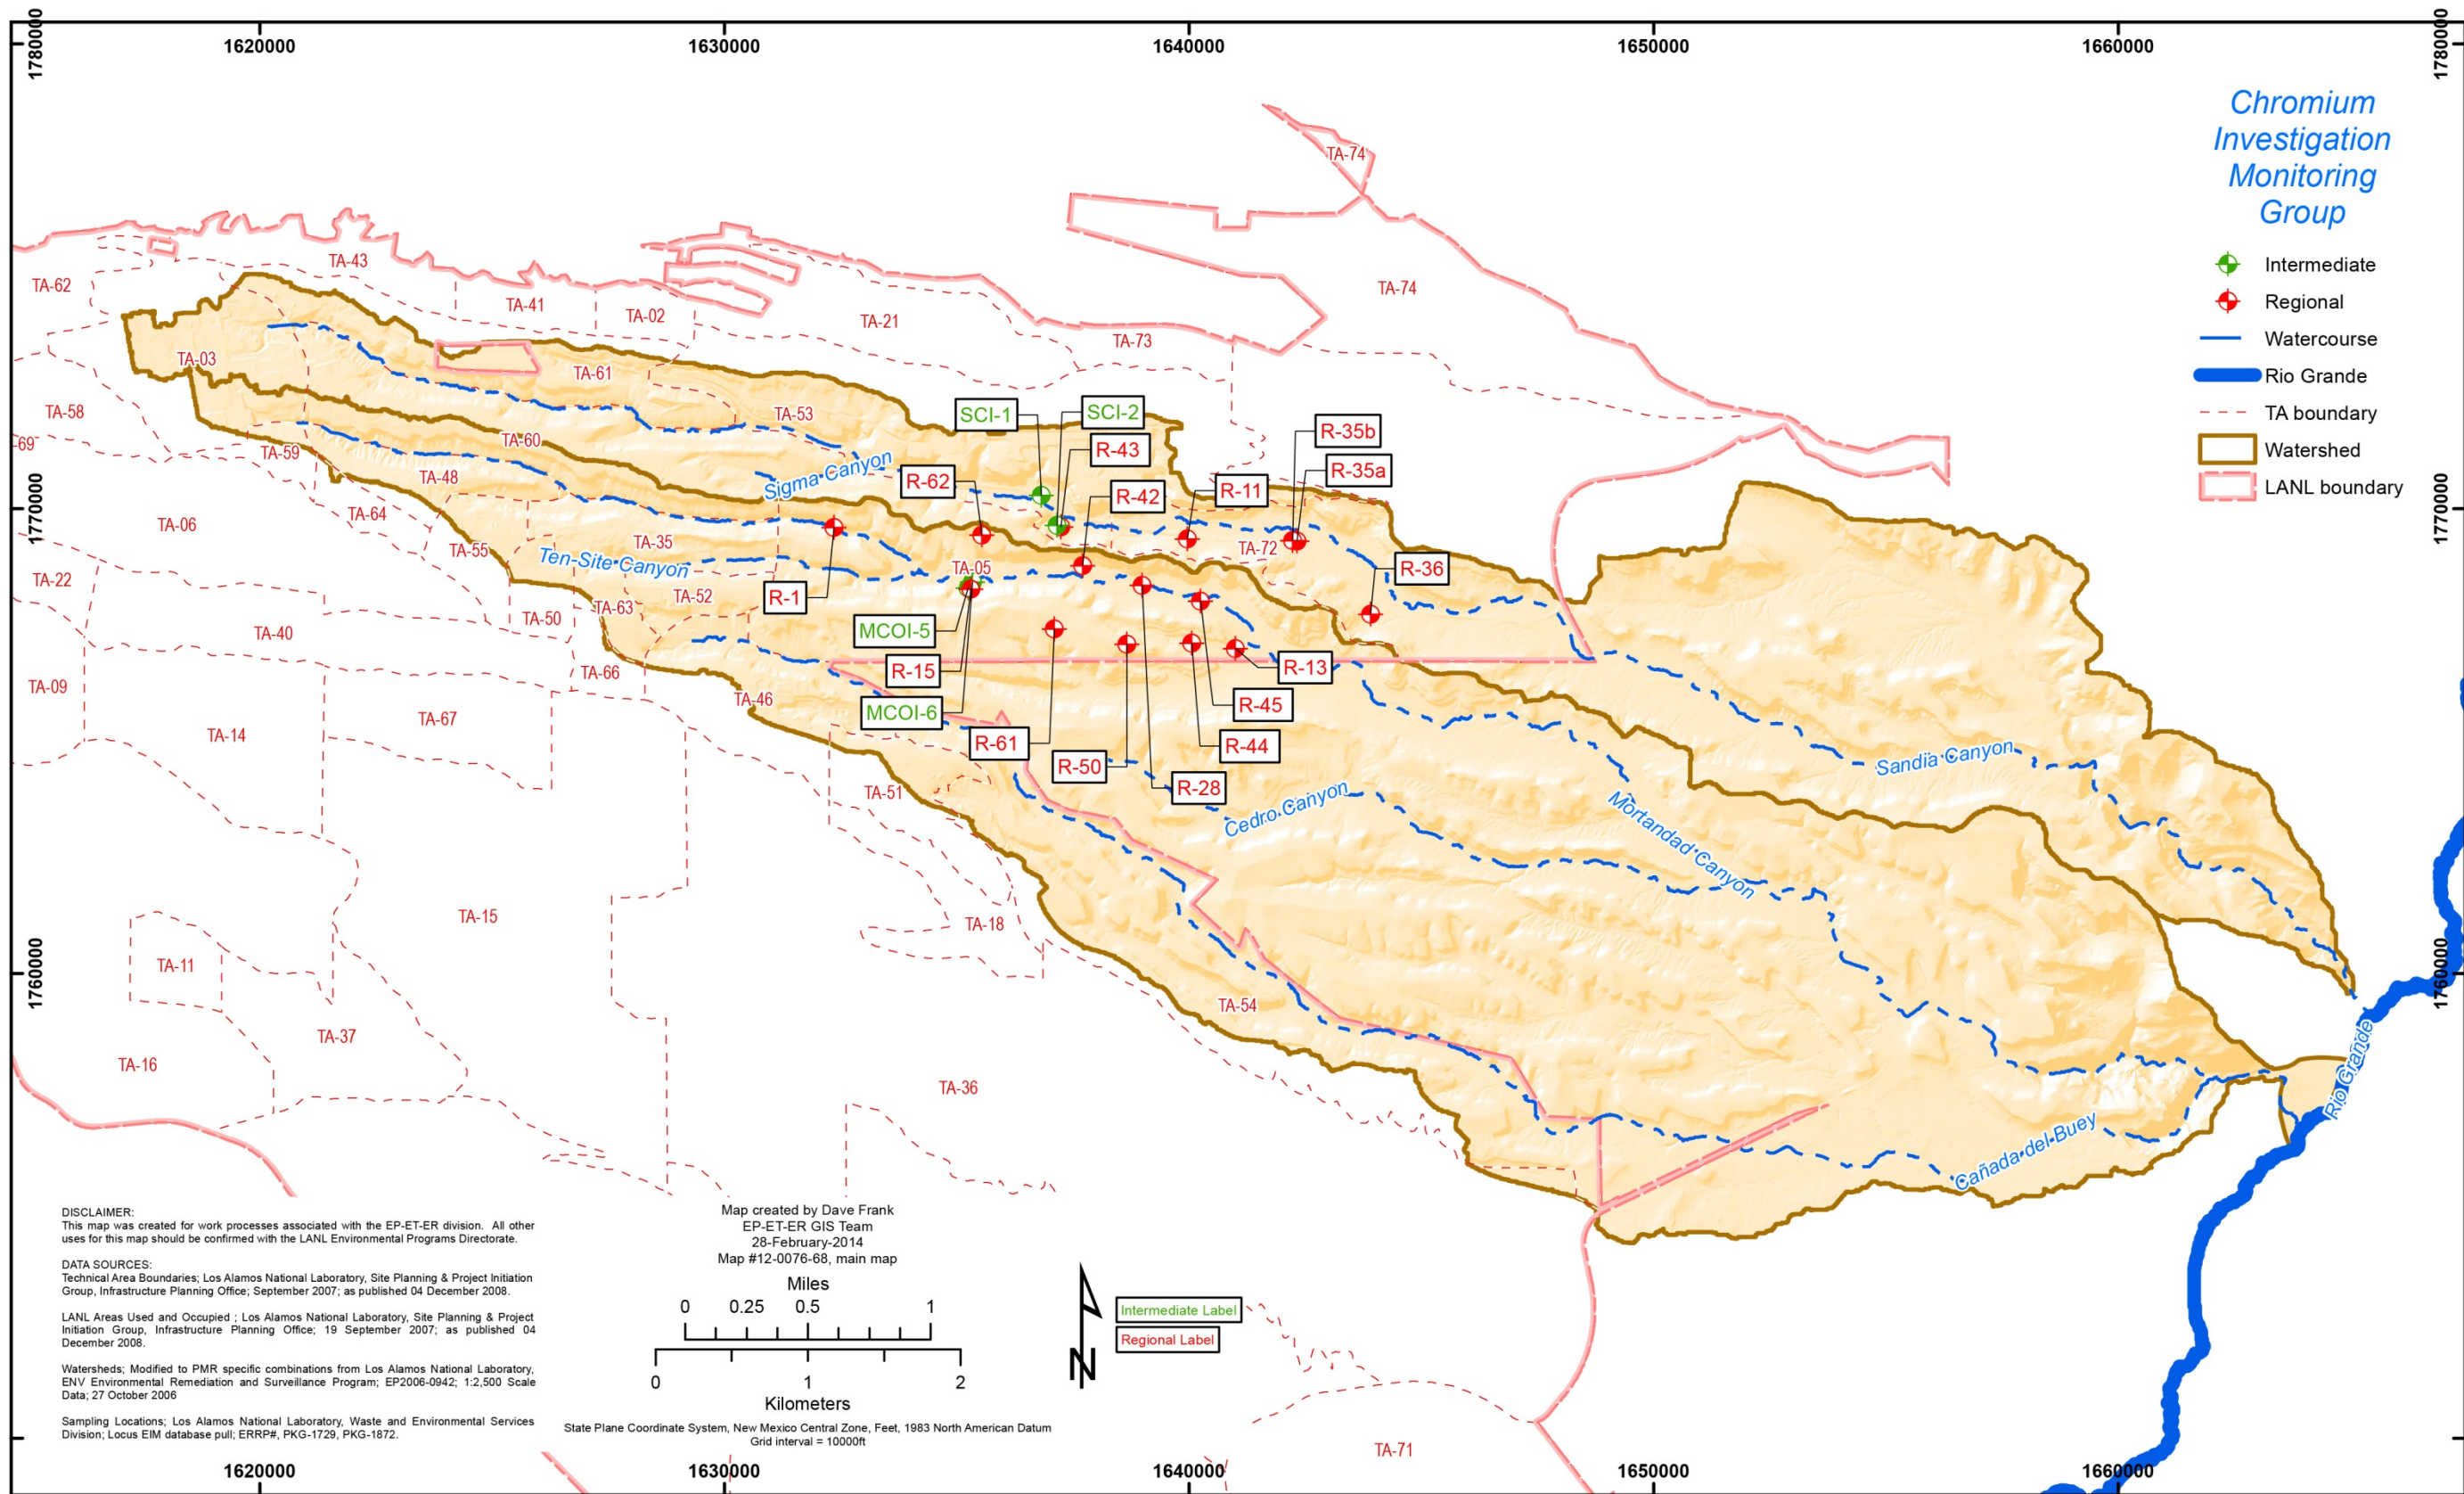 1620000
1630000
1640000
1650000
1660000
1780000
1780000
Chromium
Investigation
Monitoring
Group
Intermediate
Regional
Watercourse
Rio Grande
TA boundary
Watershed
LANL boundary
TA-74
TA-43
TA-62
TA-41
TA-02
TA-21
TA-74
TA-73
TA-03
TA-61
TA-58
TA-53
SCI-1
SCI-2
R-35b
69
TA-60
TA-59
R-43
R-35a
TA-48
Sigma Canyon
R-62
R-42
R-11
1770000
1770000
TA-06
TA-64
TA-55
TA-35
TA-72
Ten-Site Canyon
TA-05
R-36
TA-22
TA-52
R-1
TA-63
TA-50
TA-40
MCOI-5
TA-66
R-15
R-13
TA-09
TA-46
MCOI-6
R-45
TA-67
TA-14
R-61
R-44
R-50
R-28
Sandia Canyon
TA-51
Cedro Canyon
Mortandad Canyon
TA-15
TA-18
TA-11
1760000
1760000
TA-54
TA-37
TA-16
TA-36
Rio Grande
Cañada del Buey
DISCLAIMER:
This map was created for work processes associated with the EP-ET-ER division. All other
uses for this map should be confirmed with the LANL Environmental Programs Directorate.
DATA SOURCES:
Technical Area Boundaries; Los Alamos National Laboratory, Site Planning & Project Initiation
Group, Infrastructure Planning Office; September 2007; as published 04 December 2008.
LANL Areas Used and Occupied ; Los Alamos National Laboratory, Site Planning & Project
Initiation Group, Infrastructure Planning Office; 19 September 2007; as published 04
December 2008.
Watersheds; Modified to PMR specific combinations from Los Alamos National Laboratory,
ENV Environmental Remediation and Surveillance Program; EP2006-0942; 1:2,500 Scale
Data; 27 October 2006
Sampling Locations; Los Alamos National Laboratory, Waste and Environmental Services
Division; Locus EIM database pull; ERRP#, PKG-1729, PKG-1872.
Map created by Dave Frank
EP-ET-ER GIS Team
28-February-2014
Map #12-0076-68, main map
Miles
0 0.25 0.5 1
0 1 2
Kilometers
State Plane Coordinate System, New Mexico Central Zone, Feet, 1983 North American Datum
Grid interval = 10000ft
N
Intermediate Label
Regional Label
TA-71
1620000
1630000
1640000
1650000
1660000